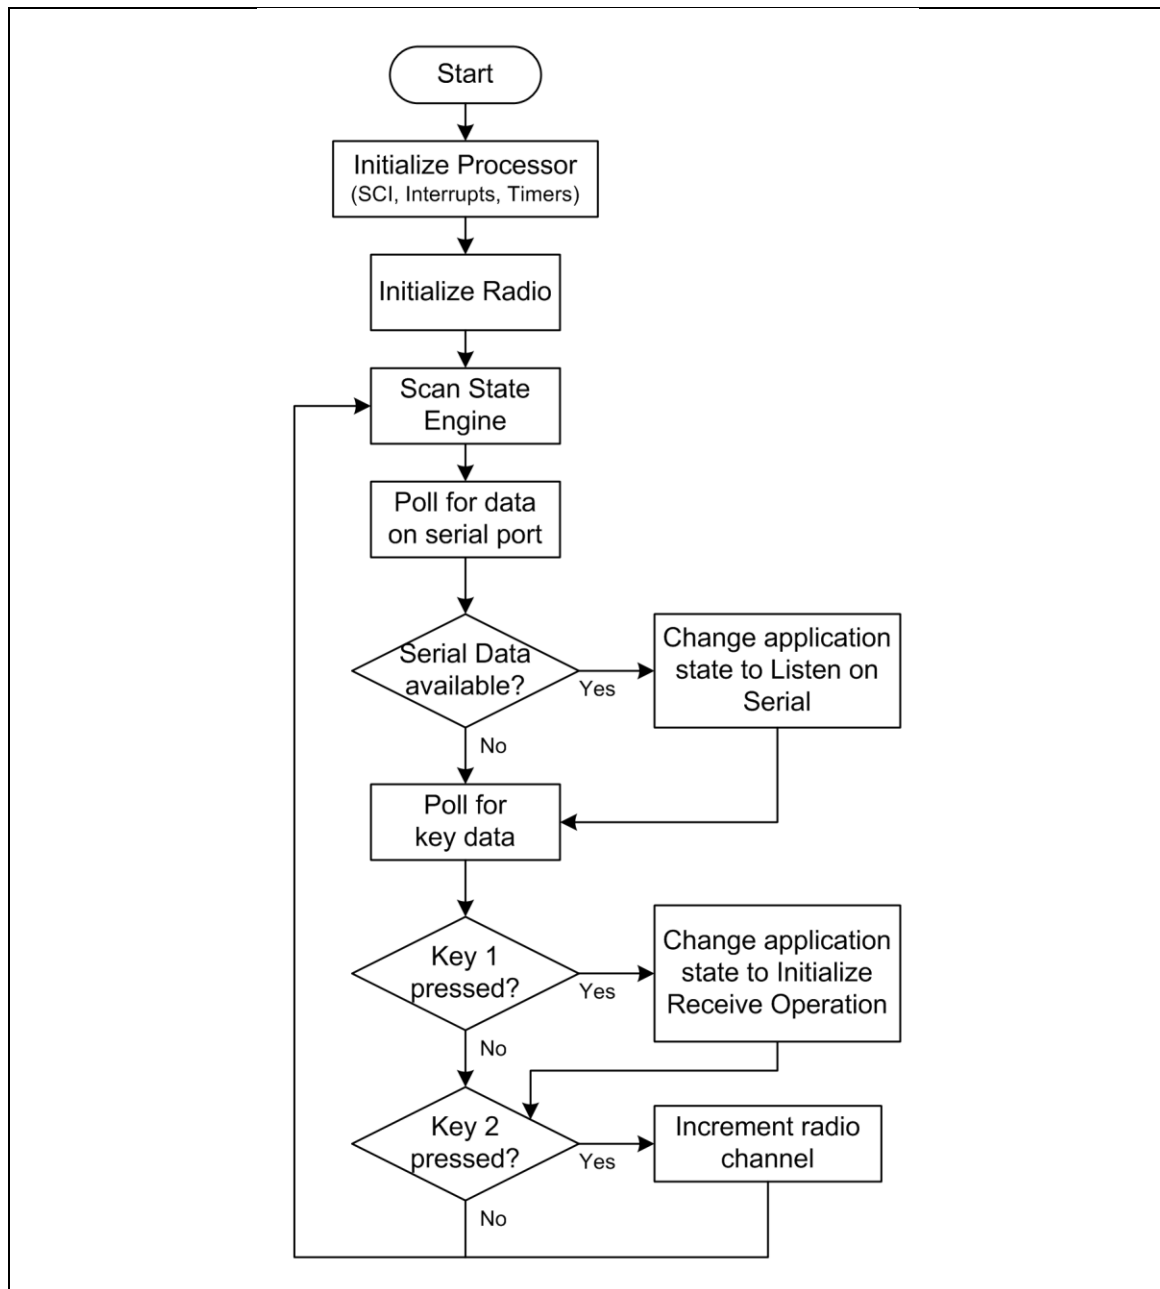 Start
Initialize Processor
(SCI, Interrupts, Timers)
Initialize Radio
Scan State
Engine
Poll for data
on serial port
Serial Data
available?
Yes
Change application
state to Listen on
Serial
No
Poll for
key data
Key 1
pressed?
Yes
Change application
state to Initialize
Receive Operation
No
Key 2
pressed?
Yes
Increment radio
channel
No